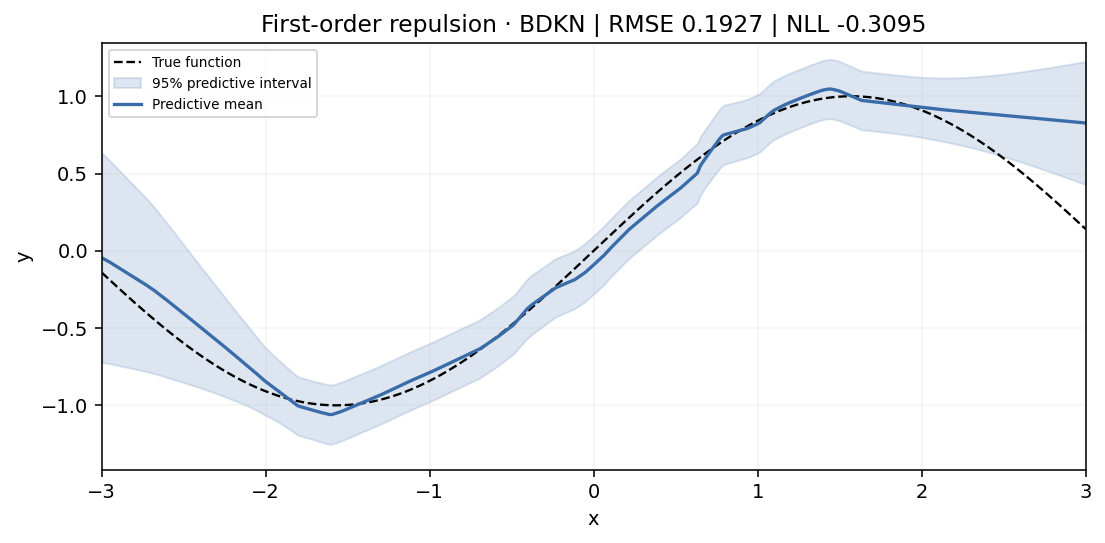 First-order repulsion · BDKN | RMSE 0.1927 | NLL -0.3095
True function
95% predictive interval
Predictive mean
1.0
0.5
0.0
−0.5
−1.0
y
−3
−2
−1
0
1
2
3
x